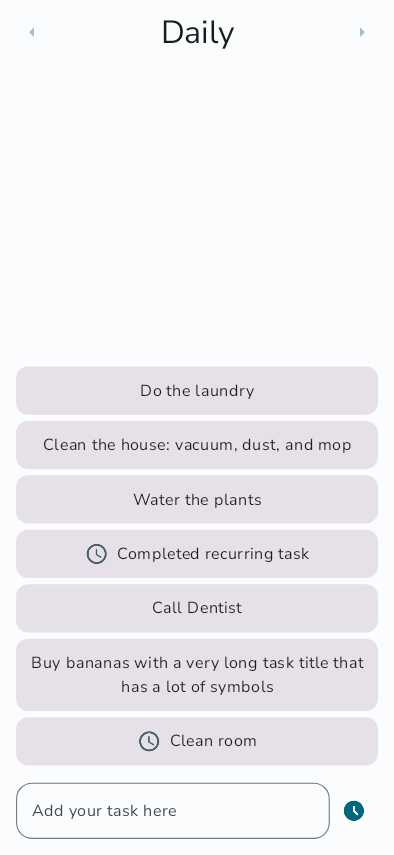 Daily
Do the laundry
Clean the house: vacuum, dust, and mop
Water the plants
Completed recurring task
Call Dentist
Buy bananas with a very long task title that
has a lot of symbols
Clean room
Add your task here